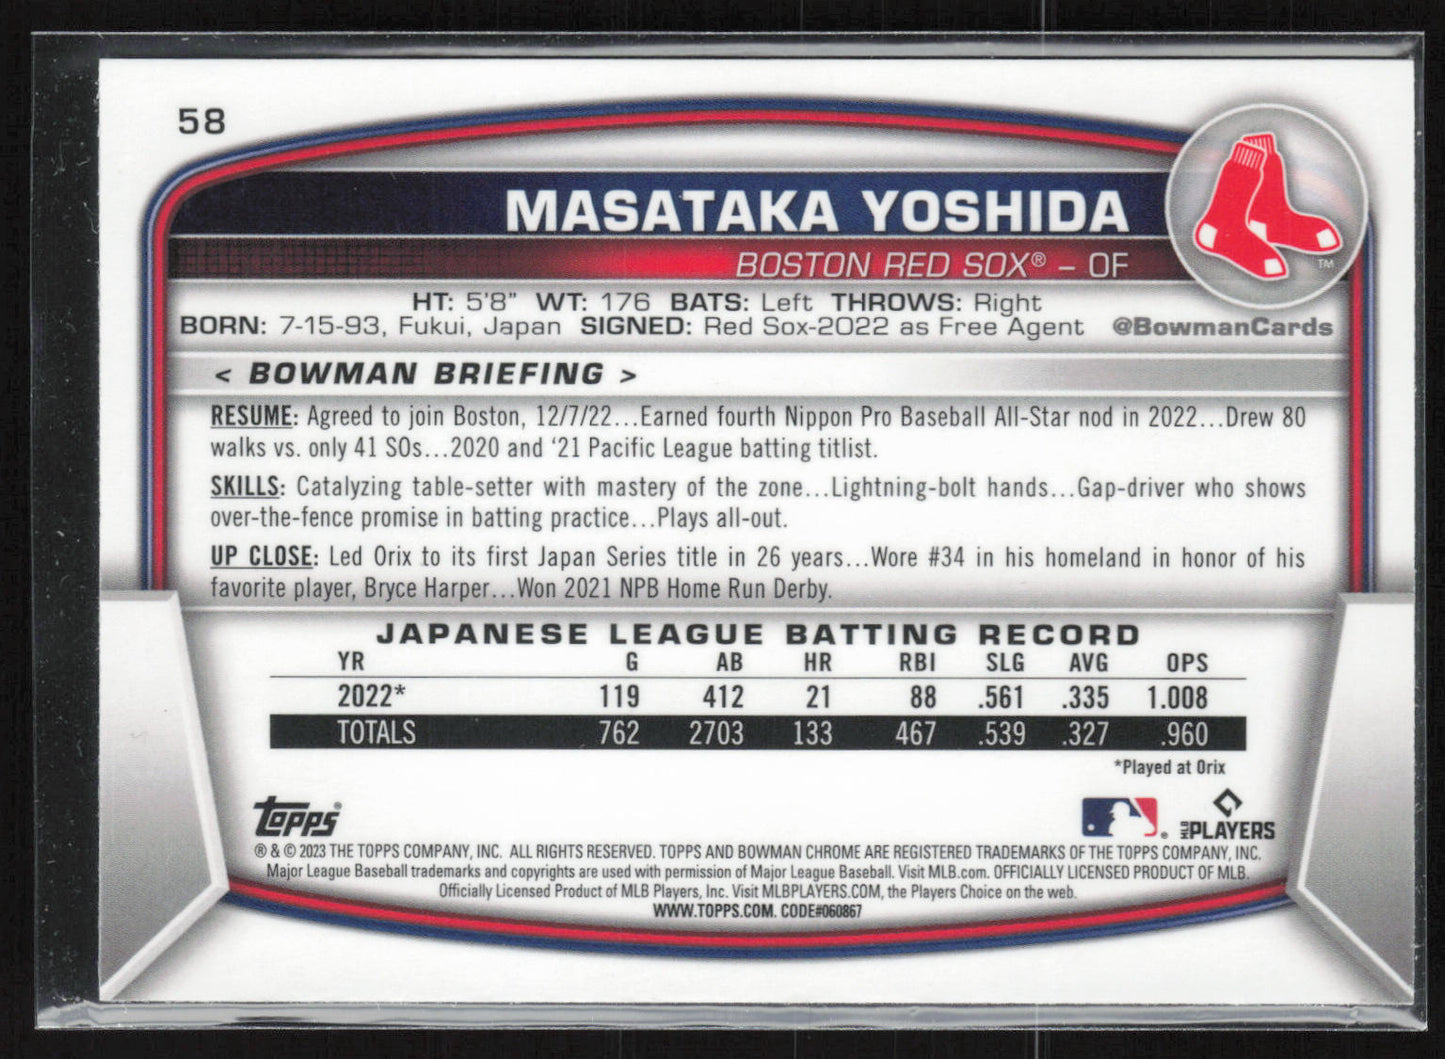 58
MASATAKA YOSHIDA
BOSTON RED SOX® – OF
TM
HT: 5'8" WT: 176 BATS: Left THROWS: Right
BORN: 7-15-93, Fukui, Japan SIGNED: Red Sox-2022 as Free Agent @BowmanCards
< BOWMAN BRIEFING >
RESUME: Agreed to join Boston, 12/7/22...Earned fourth Nippon Pro Baseball All-Star nod in 2022...Drew 80
walks vs. only 41 SOs...2020 and '21 Pacific League batting titlist.
SKILLS: Catalyzing table-setter with mastery of the zone...Lightning-bolt hands...Gap-driver who shows
over-the-fence promise in batting practice...Plays all-out.
UP CLOSE: Led Orix to its first Japan Series title in 26 years...Wore #34 in his homeland in honor of his
favorite player, Bryce Harper...Won 2021 NPB Home Run Derby.
JAPANESE LEAGUE BATTING RECORD
YR G AB HR RBI SLG AVG OPS
2022* 119 412 21 88 .561 .335 1.008
TOTALS 762 2703 133 467 .539 .327 .960
*Played at Orix
Topps® ® MLB PLAYERS
® & © 2023 THE TOPPS COMPANY, INC. ALL RIGHTS RESERVED. TOPPS AND BOWMAN CHROME ARE REGISTERED TRADEMARKS OF THE TOPPS COMPANY, INC.
Major League Baseball trademarks and copyrights are used with permission of Major League Baseball. Visit MLB.com. OFFICIALLY LICENSED PRODUCT OF MLB.
Officially Licensed Product of MLB Players, Inc. Visit MLBPLAYERS.COM, the Players Choice on the web.
WWW.TOPPS.COM. CODE#060867